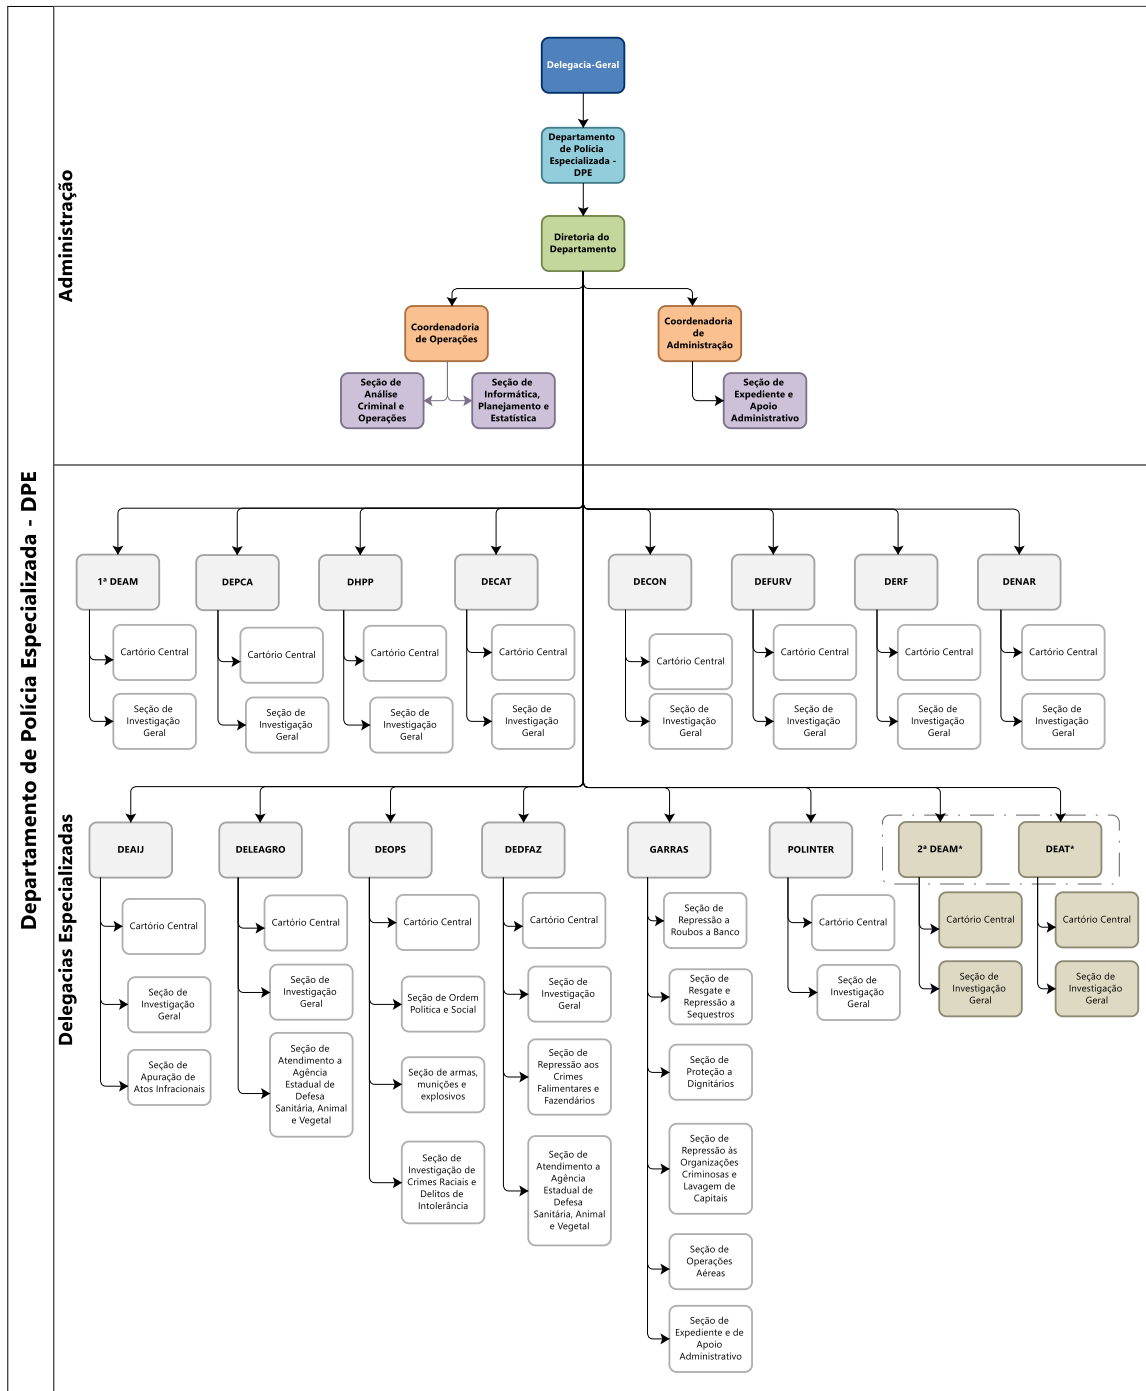 Departamento de Polícia Especializada - DPE
Administração
Delegacia-Geral
Departamento
de Polícia
Especializada -
DPE
Diretoria do
Departamento
Coordenadoria
de Operações
Coordenadoria
de
Administração
Seção de
Análise
Criminal e
Operações
Seção de
Informática,
Planejamento e
Estatística
Seção de
Expediente e
Apoio
Administrativo
Delegacias Especializadas
1ª DEAM
DEPCA
DHPP
DECAT
DECON
DEFURV
DERF
DENAR
Cartório Central
Cartório Central
Cartório Central
Cartório Central
Cartório Central
Cartório Central
Cartório Central
Cartório Central
Seção de
Investigação
Geral
Seção de
Investigação
Geral
Seção de
Investigação
Geral
Seção de
Investigação
Geral
Seção de
Investigação
Geral
Seção de
Investigação
Geral
Seção de
Investigação
Geral
Seção de
Investigação
Geral
DEAIJ
DELEAGRO
DEOPS
DEDFAZ
GARRAS
POLINTER
2ª DEAM*
DEAT*
Cartório Central
Seção de
Investigação
Geral
Seção de
Apuração de
Atos Infracionais
Cartório Central
Seção de
Investigação
Geral
Seção de
Atendimento a
Agência
Estadual de
Defesa
Sanitária, Animal
e Vegetal
Cartório Central
Seção de Ordem
Política e Social
Seção de armas,
munições e
explosivos
Seção de
Investigação de
Crimes Raciais e
Delitos de
Intolerância
Cartório Central
Seção de
Investigação
Geral
Seção de
Repressão aos
Crimes
Falimentares e
Fazendários
Seção de
Atendimento a
Agência
Estadual de
Defesa
Sanitária, Animal
e Vegetal
Seção de
Repressão a
Roubos a Banco
Seção de
Resgate e
Repressão a
Sequestros
Seção de
Proteção a
Dignitários
Seção de
Repressão às
Organizações
Criminosas e
Lavagem de
Capitais
Seção de
Operações
Aéreas
Seção de
Expediente e de
Apoio
Administrativo
Cartório Central
Seção de
Investigação
Geral
Cartório Central
Seção de
Investigação
Geral
Cartório Central
Seção de
Investigação
Geral